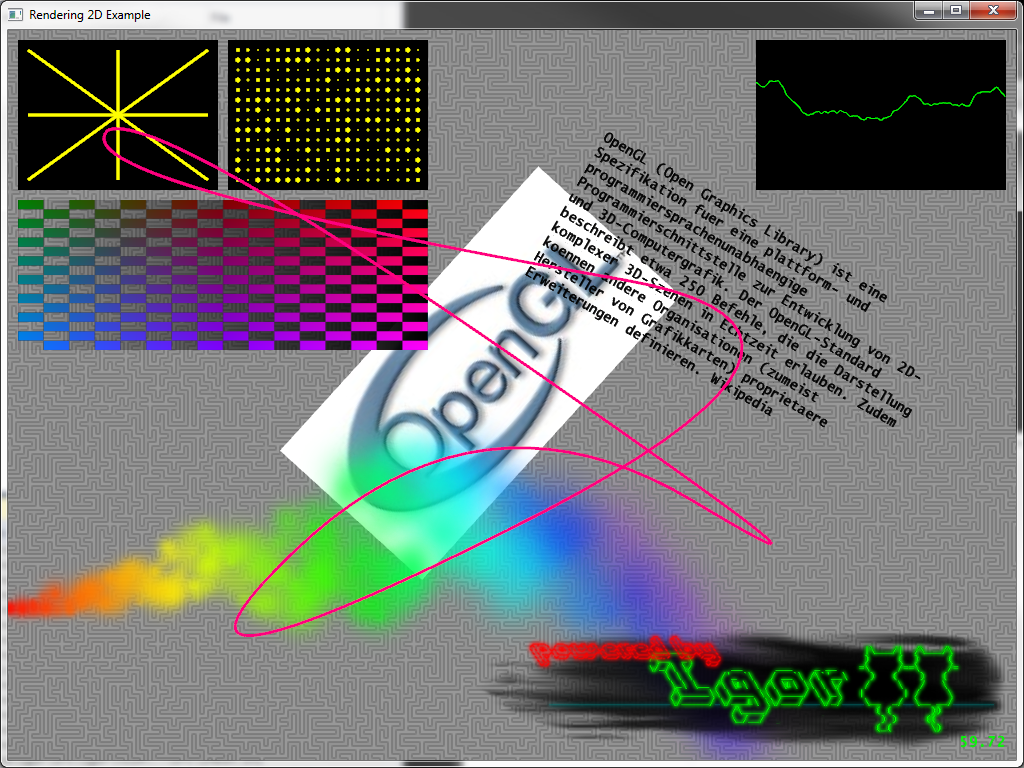 Rendering 2D Example
OpenGL (Open Graphics Library) ist eine
Spezifikation fuer eine plattform- und
programmiersprachenunabhaengige
Programmierschnittstelle zur Entwicklung von 2D-
und 3D-Computergrafik. Der OpenGL-Standard
beschreibt etwa 250 Befehle, die die Darstellung
komplexer 3D-Szenen in Echtzeit erlauben. Zudem
koennen andere Organisationen (zumeist
Hersteller von Grafikkarten) proprietaere
Erweiterungen definieren. Wikipedia
OpenGL
powered by
Igor